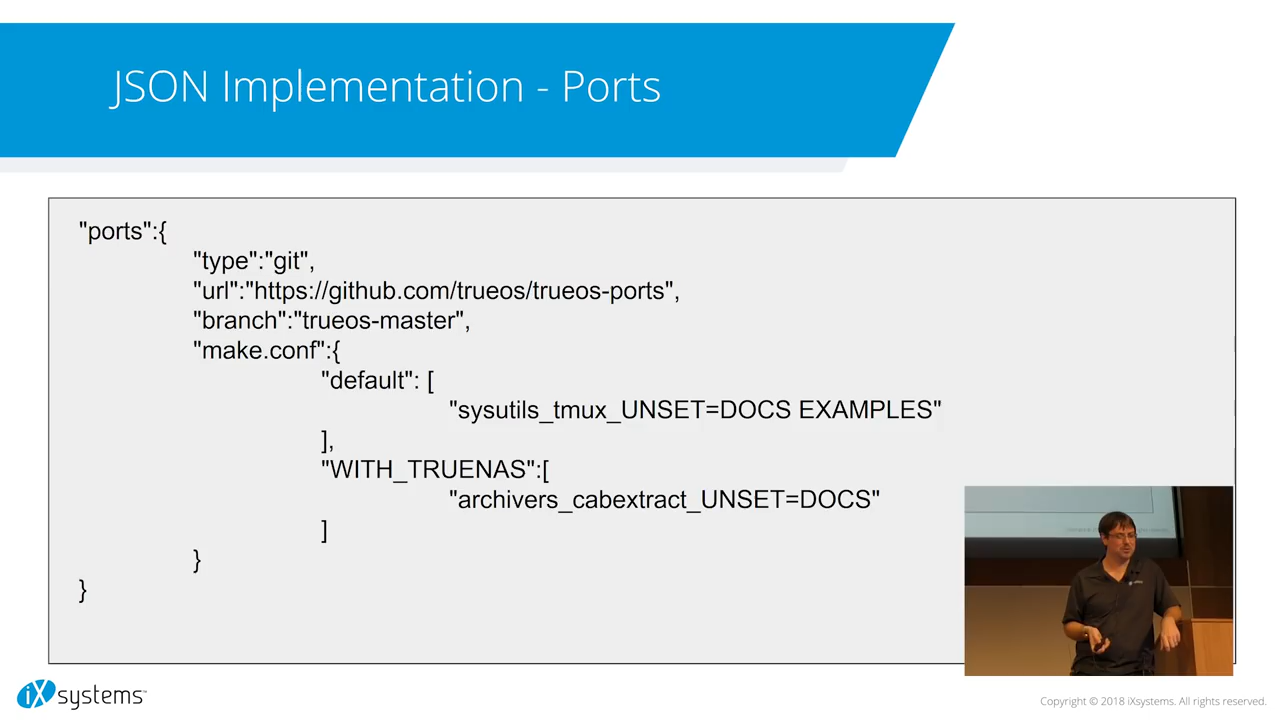 JSON Implementation - Ports
"ports":{
"type":"git",
"url":"https://github.com/trueos/trueos-ports",
"branch":"trueos-master",
"make.conf":{
"default": [
"sysutils_tmux_UNSET=DOCS EXAMPLES"
],
"WITH_TRUENAS":[
"archivers_cabextract_UNSET=DOCS"
]
}
}
iXsystems™
Copyright © 2018 iXsystems. All rights reserved.